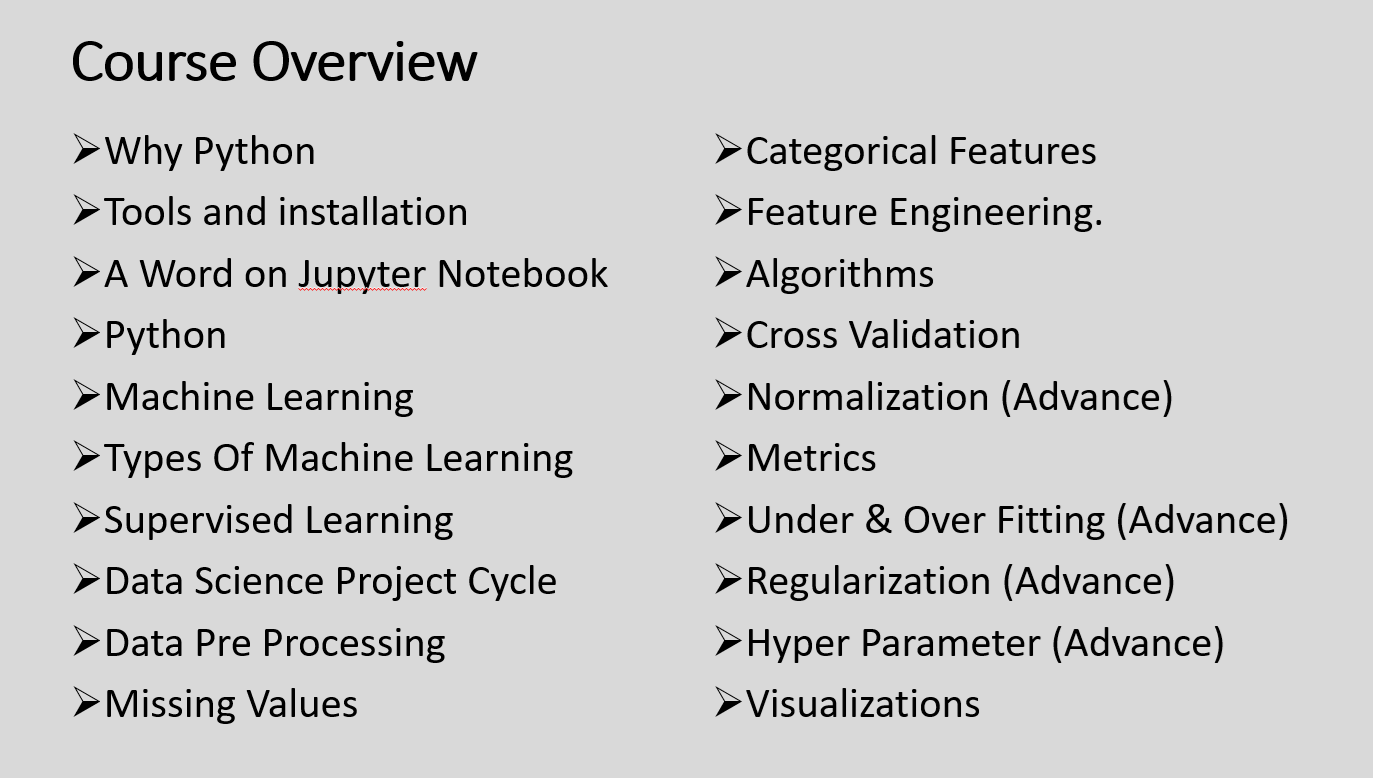 Course Overview
➢Why Python
➢Tools and installation
➢A Word on Jupyter Notebook
➢Python
➢Machine Learning
➢Types Of Machine Learning
➢Supervised Learning
➢Data Science Project Cycle
➢Data Pre Processing
➢Missing Values
➢Categorical Features
➢Feature Engineering.
➢Algorithms
➢Cross Validation
➢Normalization (Advance)
➢Metrics
➢Under & Over Fitting (Advance)
➢Regularization (Advance)
➢Hyper Parameter (Advance)
➢Visualizations